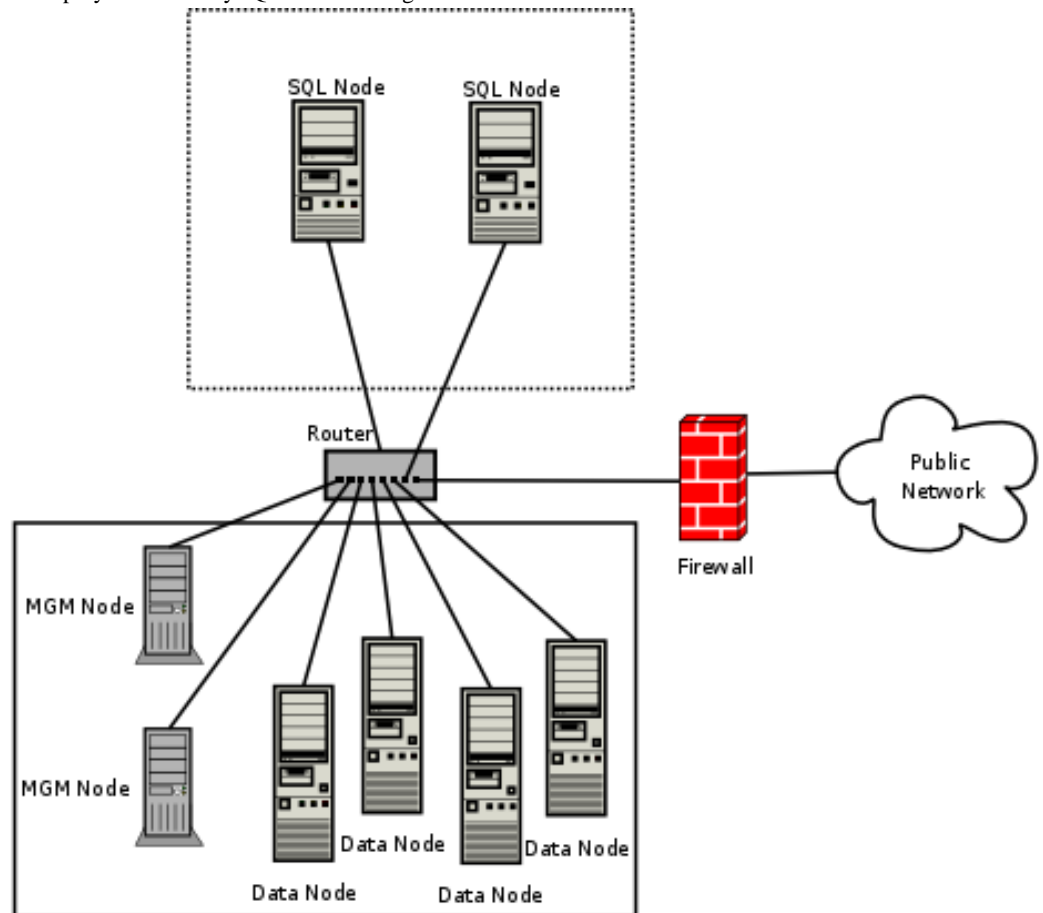 SQL Node
SQL Node
Router
Public
Network
Firewall
MGM Node
MGM Node
Data Node
Data Node
Data Node
Data Node